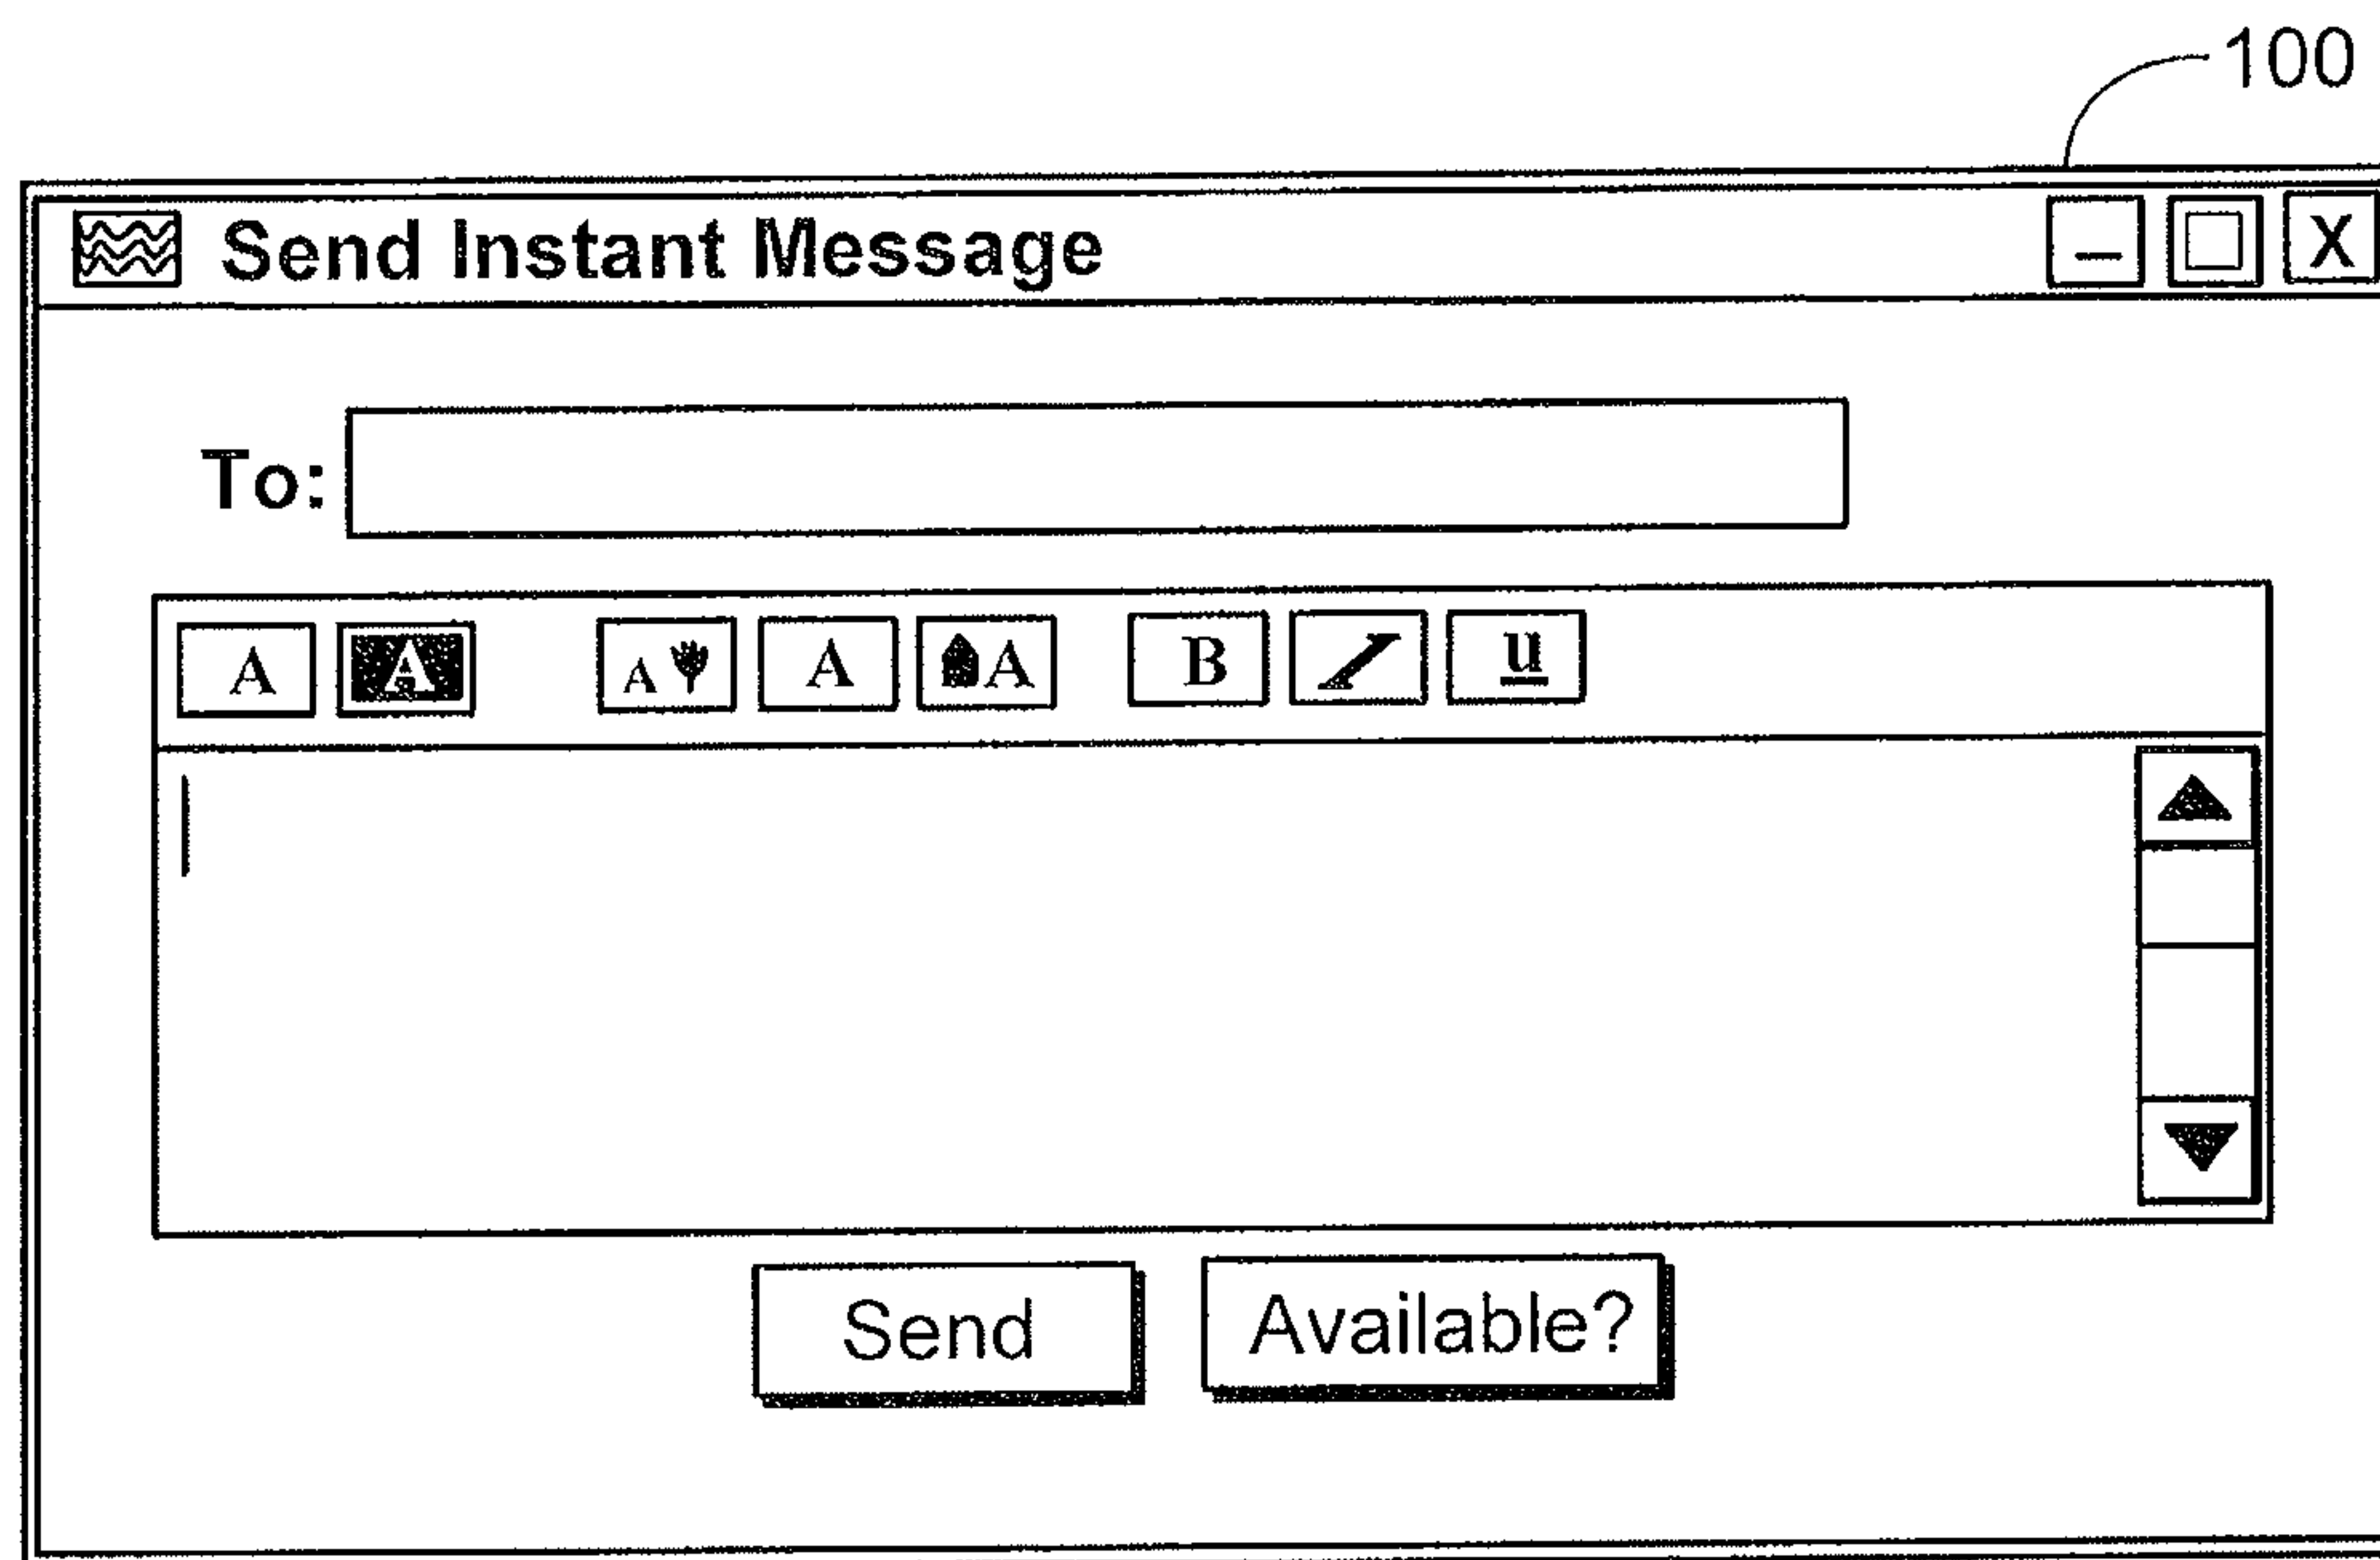 100
Send Instant Message
X
To:
A A A A A B I u
Send Available?